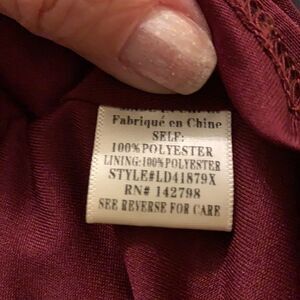 Fabriqué en Chine
SELF:
100% POLYESTER
LINING:100% POLYESTER
STYLE#LD41879X
RN# 142798
SEE REVERSE FOR CARE